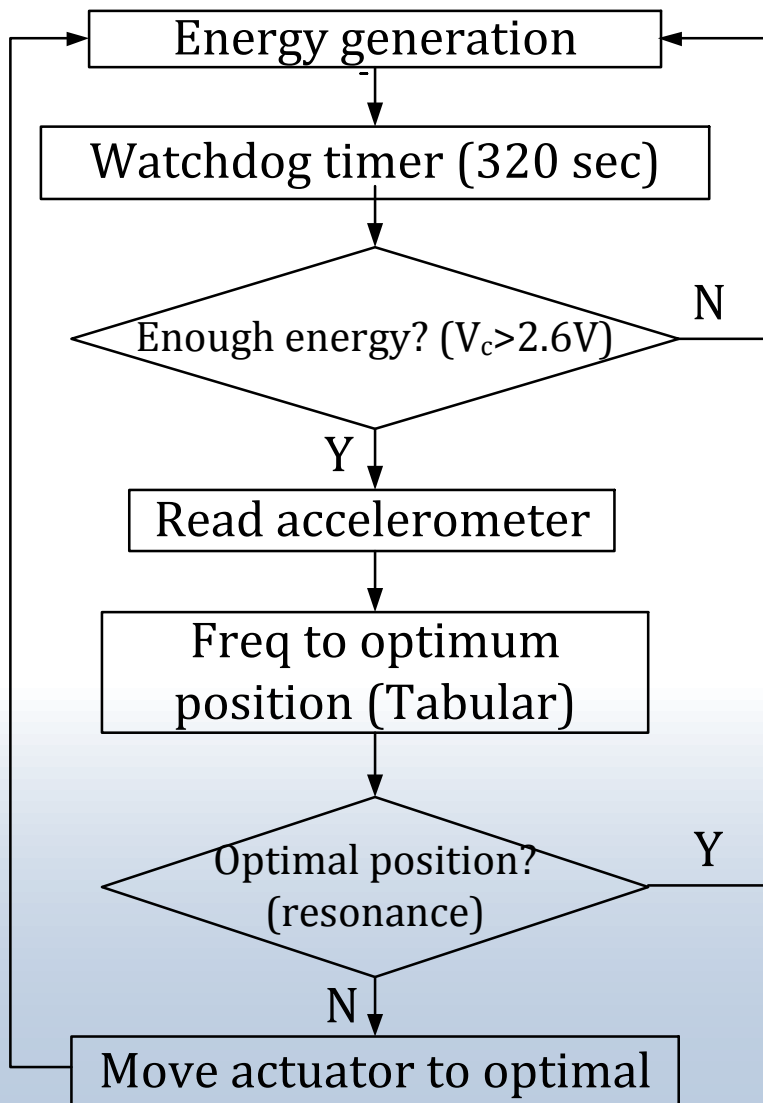 Energy generation
Watchdog timer (320 sec)
Enough energy? (Vc>2.6V)
N
Y
Read accelerometer
Freq to optimum
position (Tabular)
Optimal position?
(resonance)
Y
N
Move actuator to optimal